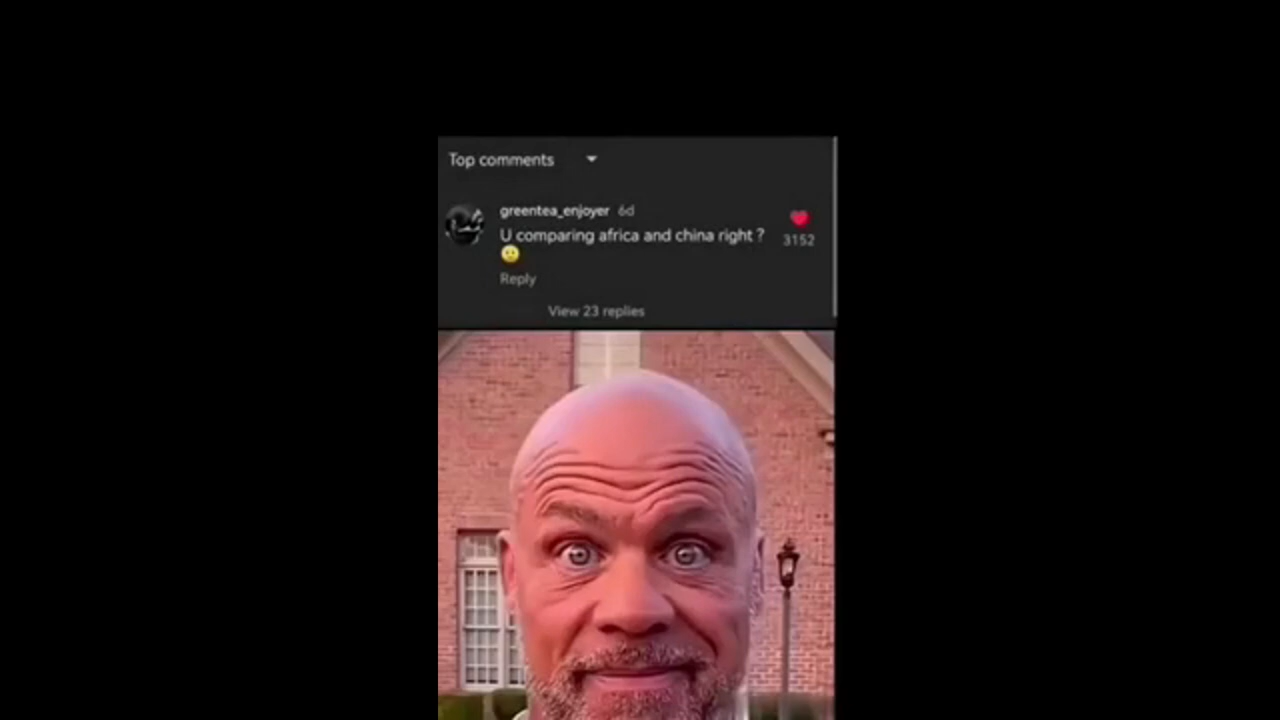 Top comments
greentea_enjoyer 6d
U comparing africa and china right ?
🙂
3152
Reply
View 23 replies